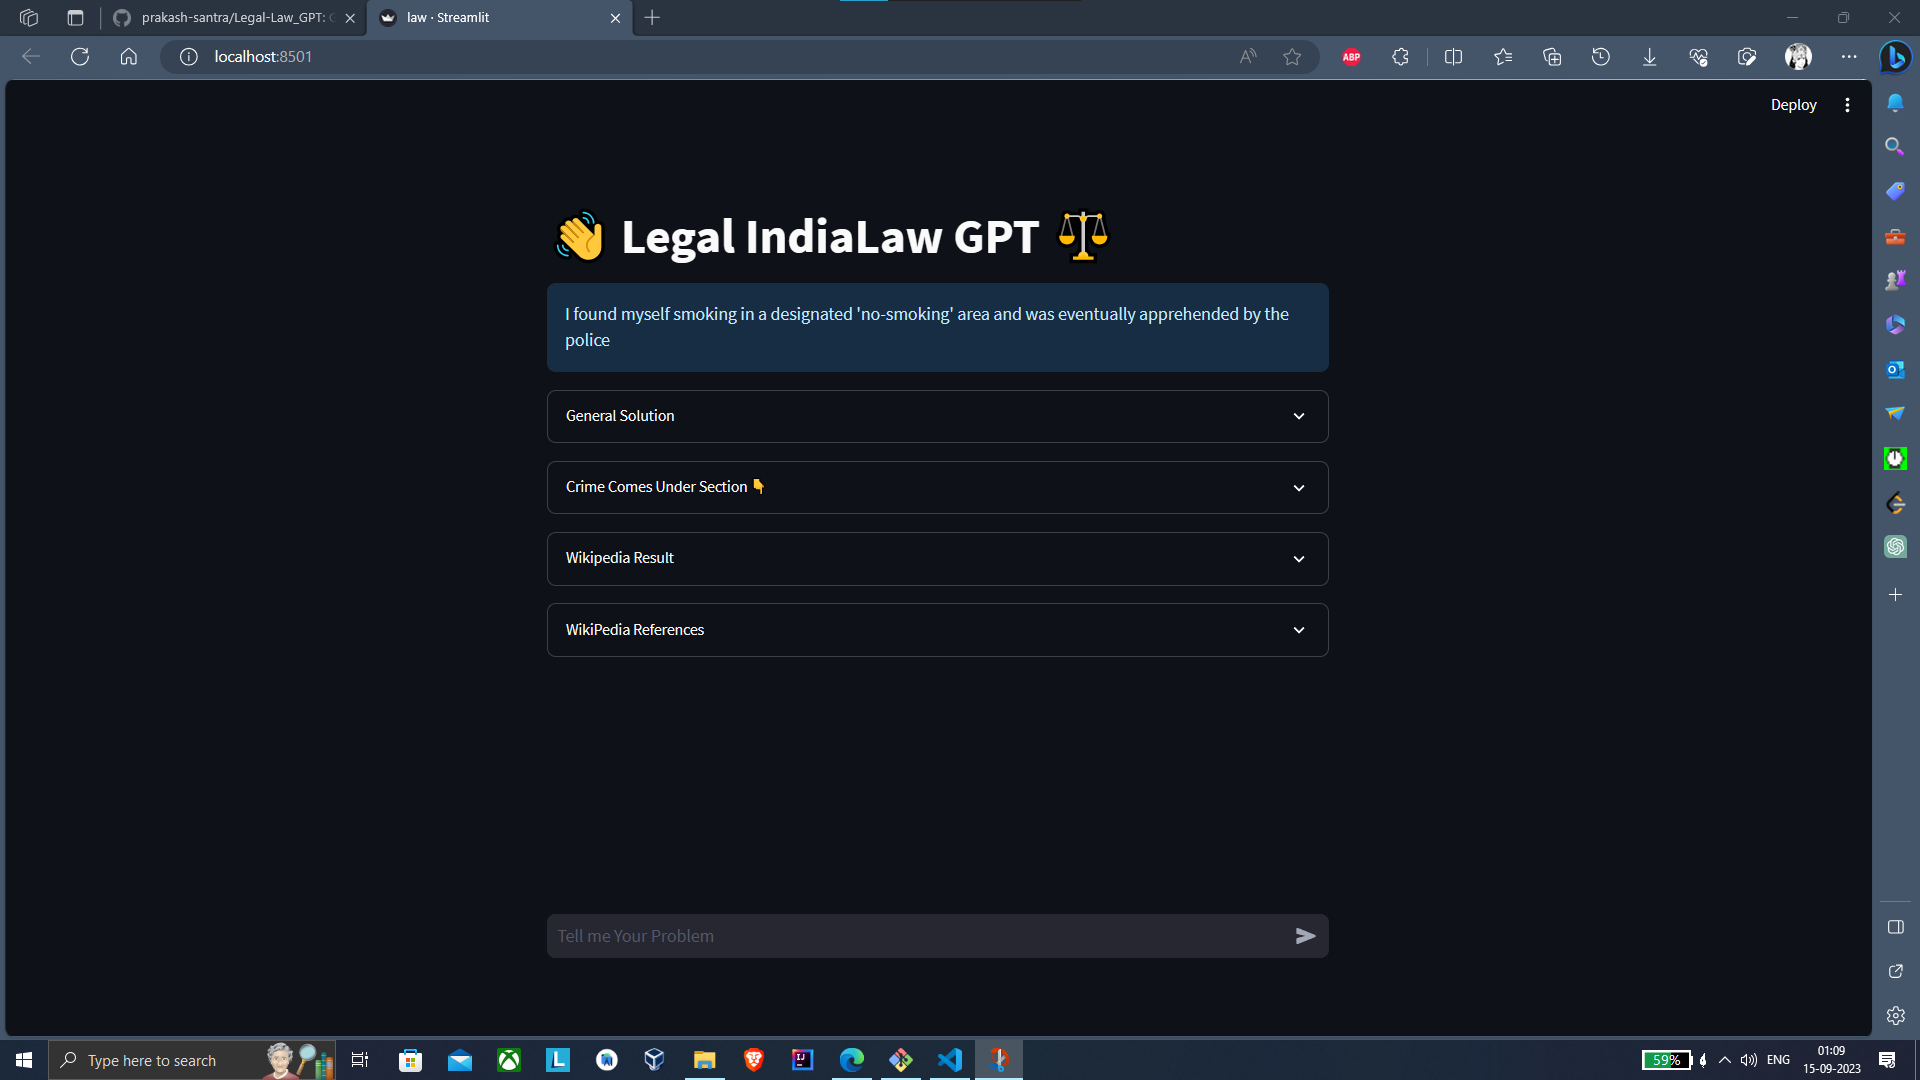 prakash-santra/Legal-Law_GPT:
law · Streamlit
localhost:8501
ABP
Deploy
Legal IndiaLaw GPT
I found myself smoking in a designated 'no-smoking' area and was eventually apprehended by the
police
General Solution
Crime Comes Under Section
Wikipedia Result
WikiPedia References
Tell me Your Problem
Type here to search
59%
ENG
01:09
15-09-2023